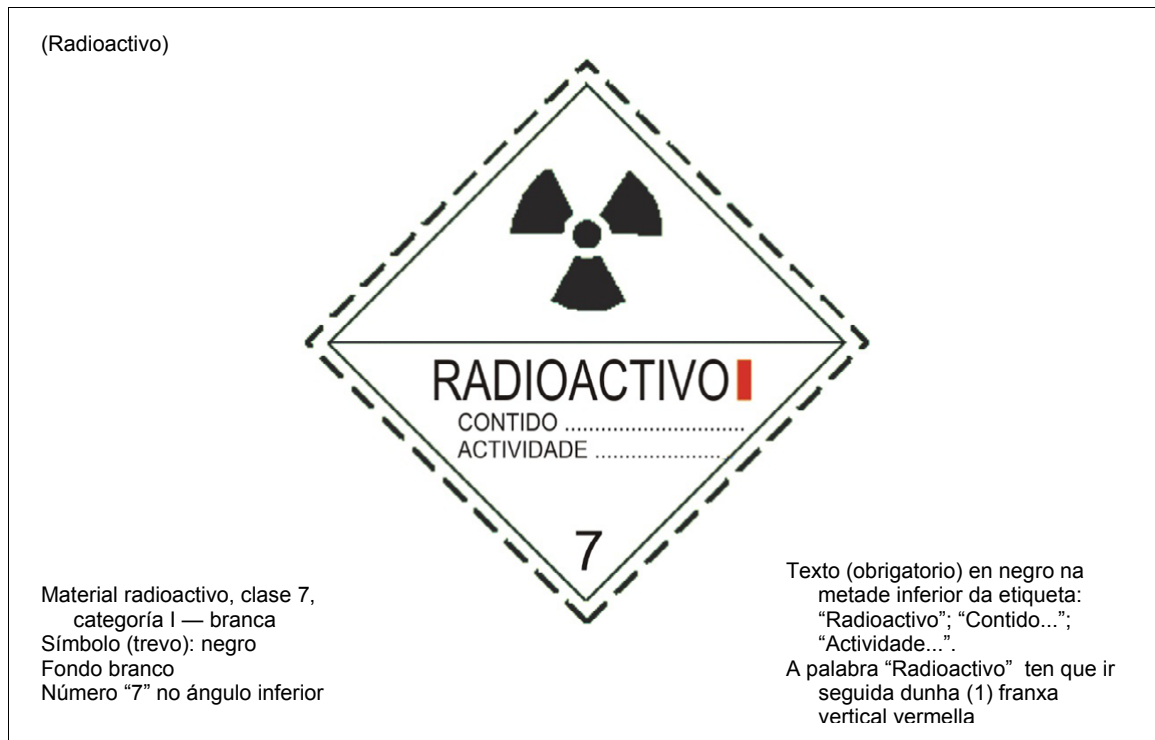 (Radioactivo)
RADIOACTIVO
CONTIDO ..............................
ACTIVIDADE .....................
7
Material radioactivo, clase 7,
categoría I — branca
Símbolo (trevo): negro
Fondo branco
Número “7” no ángulo inferior
Texto (obrigatorio) en negro na
metade inferior da etiqueta:
“Radioactivo”; “Contido...”;
“Actividade...”.
A palabra “Radioactivo” ten que ir
seguida dunha (1) franxa
vertical vermella